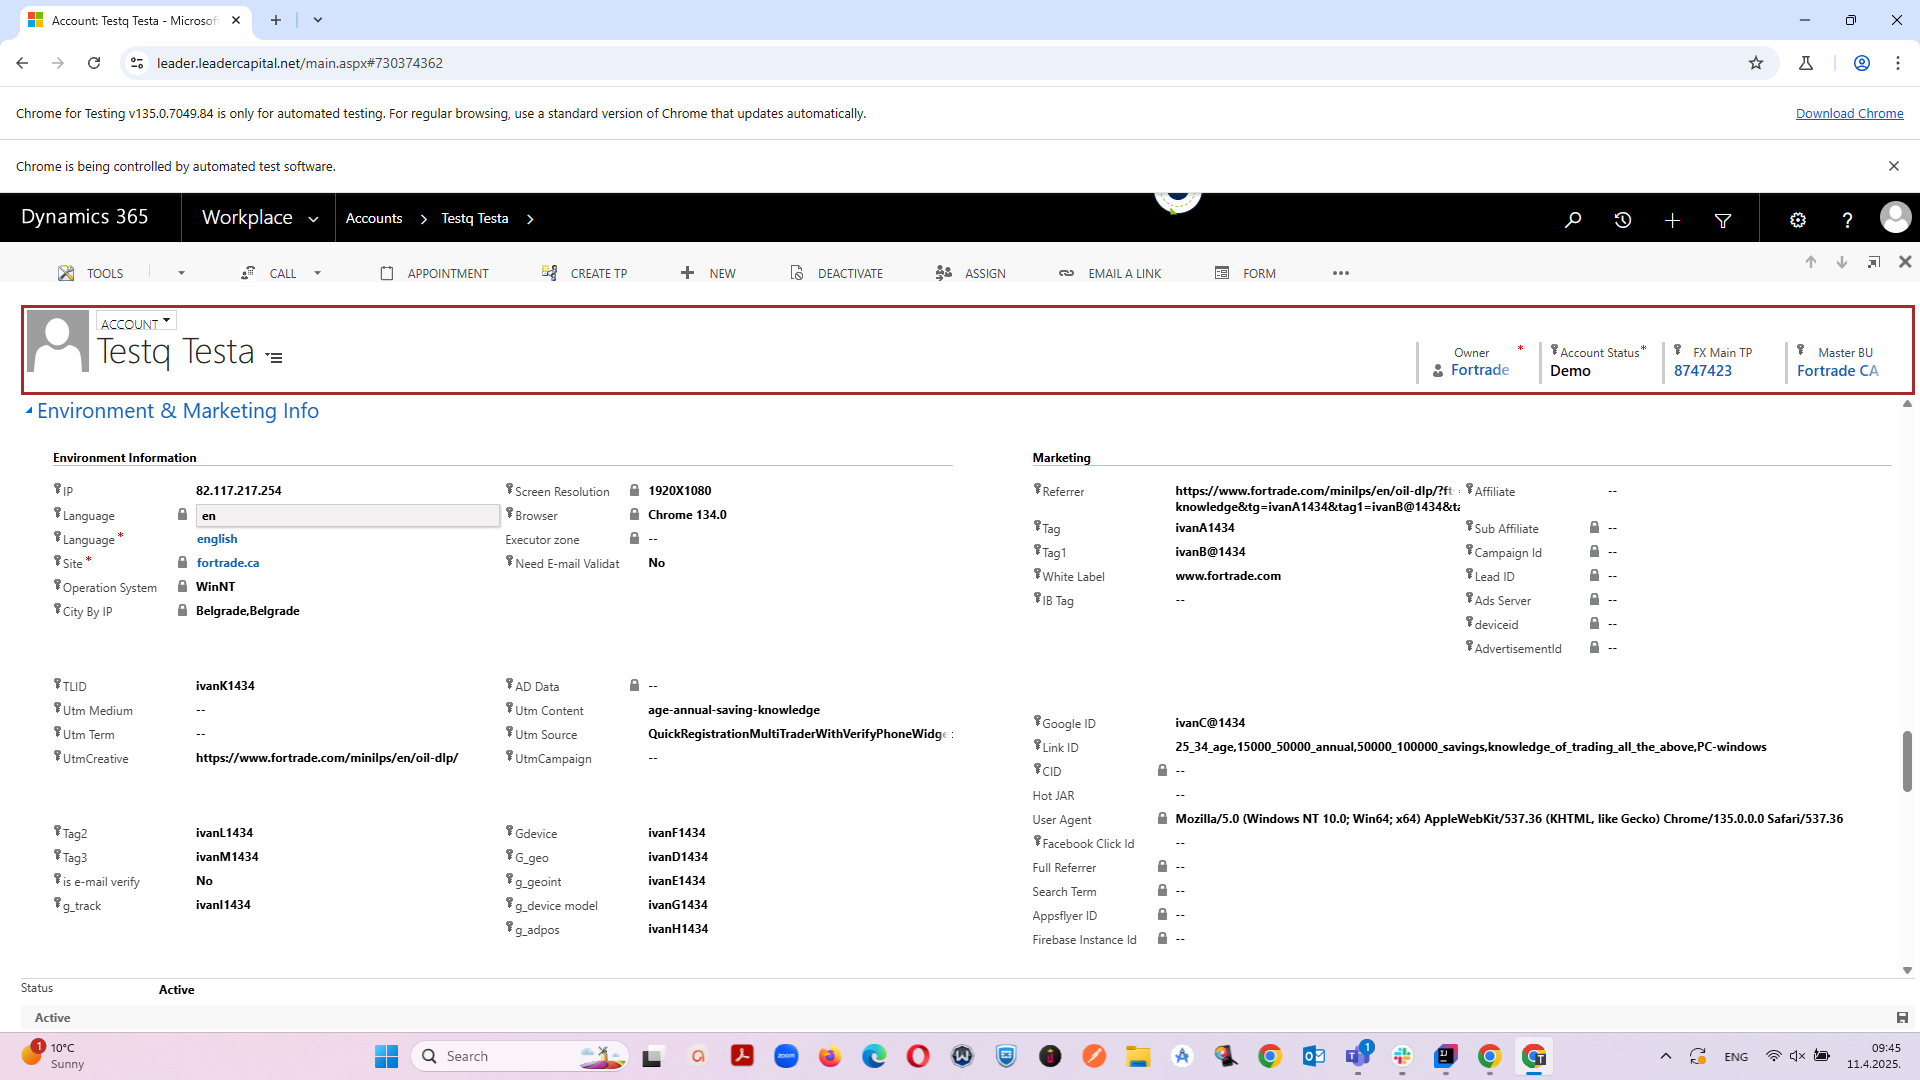 Account: Testq Testa - Microsof
leader.leadercapital.net/main.aspx#730374362
Chrome for Testing v135.0.7049.84 is only for automated testing. For regular browsing, use a standard version of Chrome that updates automatically.
Download Chrome
Chrome is being controlled by automated test software.
Dynamics 365
Workplace
Accounts
Testq Testa
TOOLS
CALL
APPOINTMENT
CREATE TP
NEW
DEACTIVATE
ASSIGN
EMAIL A LINK
FORM
ACCOUNT
Testq Testa
Owner *
Fortrade
Account Status *
Demo
FX Main TP
8747423
Master BU
Fortrade CA
Environment & Marketing Info
Environment Information
IP 82.117.217.254
Language en
Language * english
Site * fortrade.ca
Operation System WinNT
City By IP Belgrade,Belgrade
Screen Resolution 1920X1080
Browser Chrome 134.0
Executor zone --
Need E-mail Validat No
TLID ivanK1434
Utm Medium --
Utm Term --
UtmCreative https://www.fortrade.com/minilps/en/oil-dlp/
AD Data --
Utm Content age-annual-saving-knowledge
Utm Source QuickRegistrationMultiTraderWithVerifyPhoneWidge
UtmCampaign --
Tag2 ivanL1434
Tag3 ivanM1434
is e-mail verify No
g_track ivanI1434
Gdevice ivanF1434
G_geo ivanD1434
g_geoint ivanE1434
g_device model ivanG1434
g_adpos ivanH1434
Marketing
Referrer https://www.fortrade.com/minilps/en/oil-dlp/?ft
knowledge&tg=ivanA1434&tag1=ivanB@1434&ta
Tag ivanA1434
Tag1 ivanB@1434
White Label www.fortrade.com
IB Tag --
Affiliate --
Sub Affiliate --
Campaign Id --
Lead ID --
Ads Server --
deviceid --
AdvertisementId --
Google ID ivanC@1434
Link ID 25_34_age,15000_50000_annual,50000_100000_savings,knowledge_of_trading_all_the_above,PC-windows
CID --
Hot JAR --
User Agent Mozilla/5.0 (Windows NT 10.0; Win64; x64) AppleWebKit/537.36 (KHTML, like Gecko) Chrome/135.0.0.0 Safari/537.36
Facebook Click Id --
Full Referrer --
Search Term --
Appsflyer ID --
Firebase Instance Id --
Status Active
Active
1
10°C
Sunny
Search
zoom
1
ENG
09:45
11.4.2025.